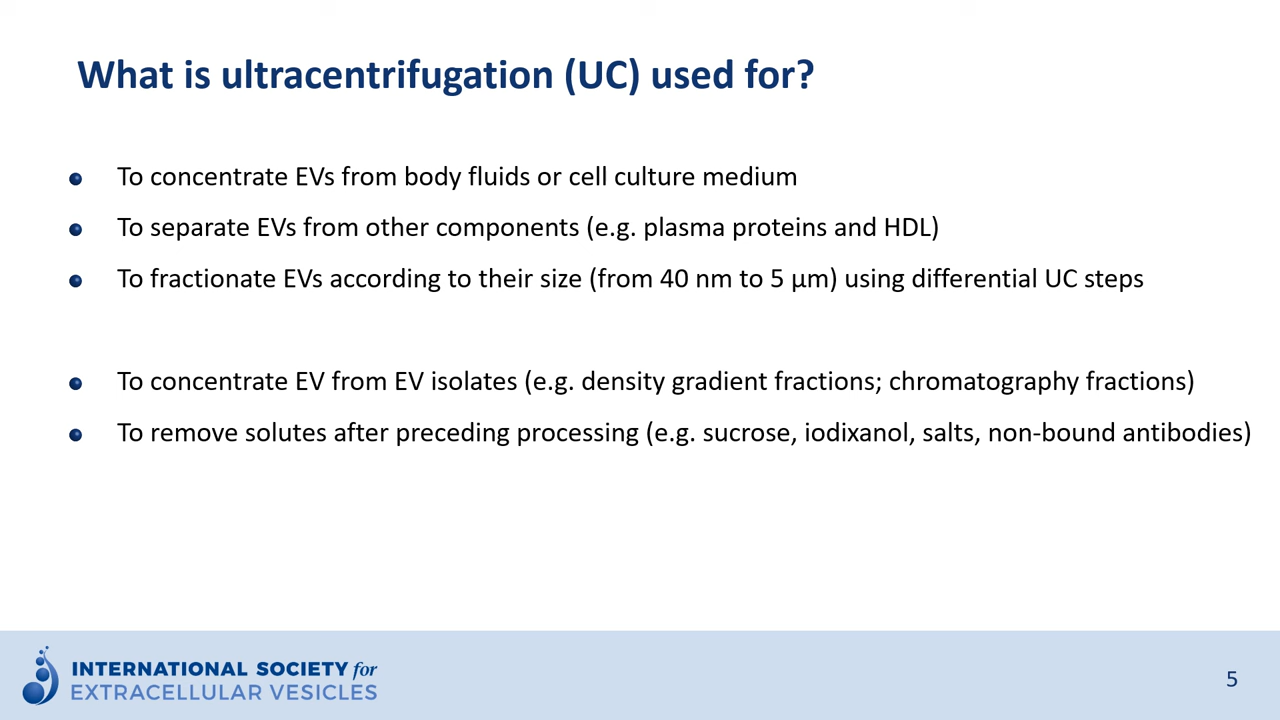 What is ultracentrifugation (UC) used for?
To concentrate EVs from body fluids or cell culture medium
To separate EVs from other components (e.g. plasma proteins and HDL)
To fractionate EVs according to their size (from 40 nm to 5 µm) using differential UC steps
To concentrate EV from EV isolates (e.g. density gradient fractions; chromatography fractions)
To remove solutes after preceding processing (e.g. sucrose, iodixanol, salts, non-bound antibodies)
INTERNATIONAL SOCIETY for
EXTRACELLULAR VESICLES
5